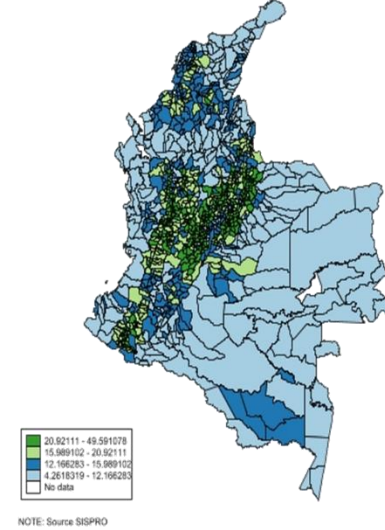 20.92111 - 49.591078
15.989102 - 20.92111
12.166283 - 15.989102
4.2618319 - 12.166283
No data
NOTE: Source SISPRO